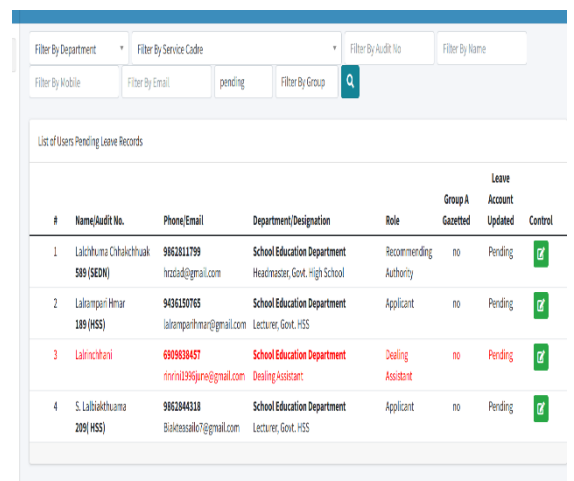 Filter By Department Filter By Service Cadre Filter By Audit No Filter By Name
Filter By Mobile Filter By Email pending Filter By Group
List of Users Pending Leave Records
# Name/Audit No. Phone/Email Department/Designation Role Group A Gazetted Leave Account Updated Control
1 Lalchhuma Chhakchhuak 9862811799 School Education Department Recommending no Pending
589 (SEDN) hrzdad@gmail.com Headmaster, Govt. High School Authority
2 Lalrampari Hmar 9436150765 School Education Department Applicant no Pending
189 (HSS) lalramparihmar@gmail.com Lecturer, Govt. HSS
3 Lalrinchhani 6909838457 School Education Department Dealing no Pending
rinrini1996june@gmail.com Dealing Assistant Assistant
4 S. Lalbiakthuama 9862844318 School Education Department Applicant no Pending
209( HSS) Biakteasailo7@gmail.com Lecturer, Govt. HSS